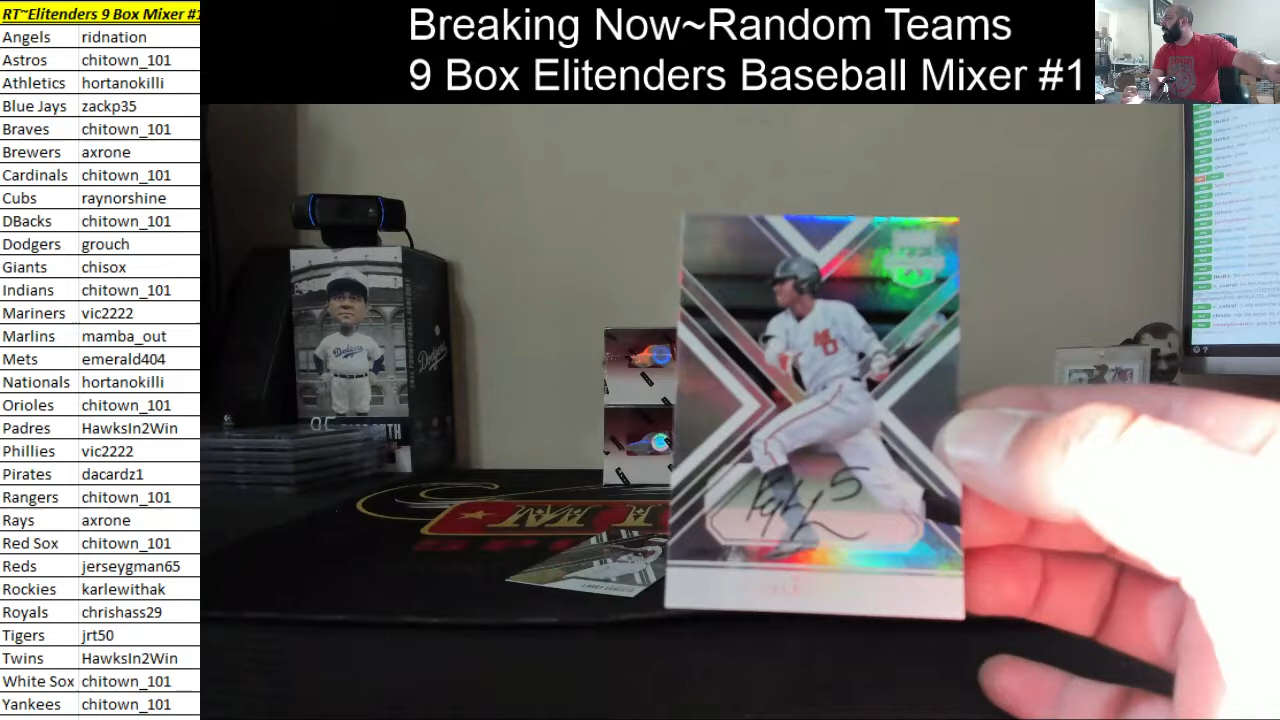 RT~Elitenders 9 Box Mixer #1
Angels ridnation
Astros chitown_101
Athletics hortanokilli
Blue Jays zackp35
Braves chitown_101
Brewers axrone
Cardinals chitown_101
Cubs raynorshine
DBacks chitown_101
Dodgers grouch
Giants chisox
Indians chitown_101
Mariners vic2222
Marlins mamba_out
Mets emerald404
Nationals hortanokilli
Orioles chitown_101
Padres HawksIn2Win
Phillies vic2222
Pirates dacardz1
Rangers chitown_101
Rays axrone
Red Sox chitown_101
Reds jerseygman65
Rockies karlewithak
Royals chrishass29
Tigers jrt50
Twins HawksIn2Win
White Sox chitown_101
Yankees chitown_101
Breaking Now~Random Teams
9 Box Elitenders Baseball Mixer #1
Dodgers
Dodgers